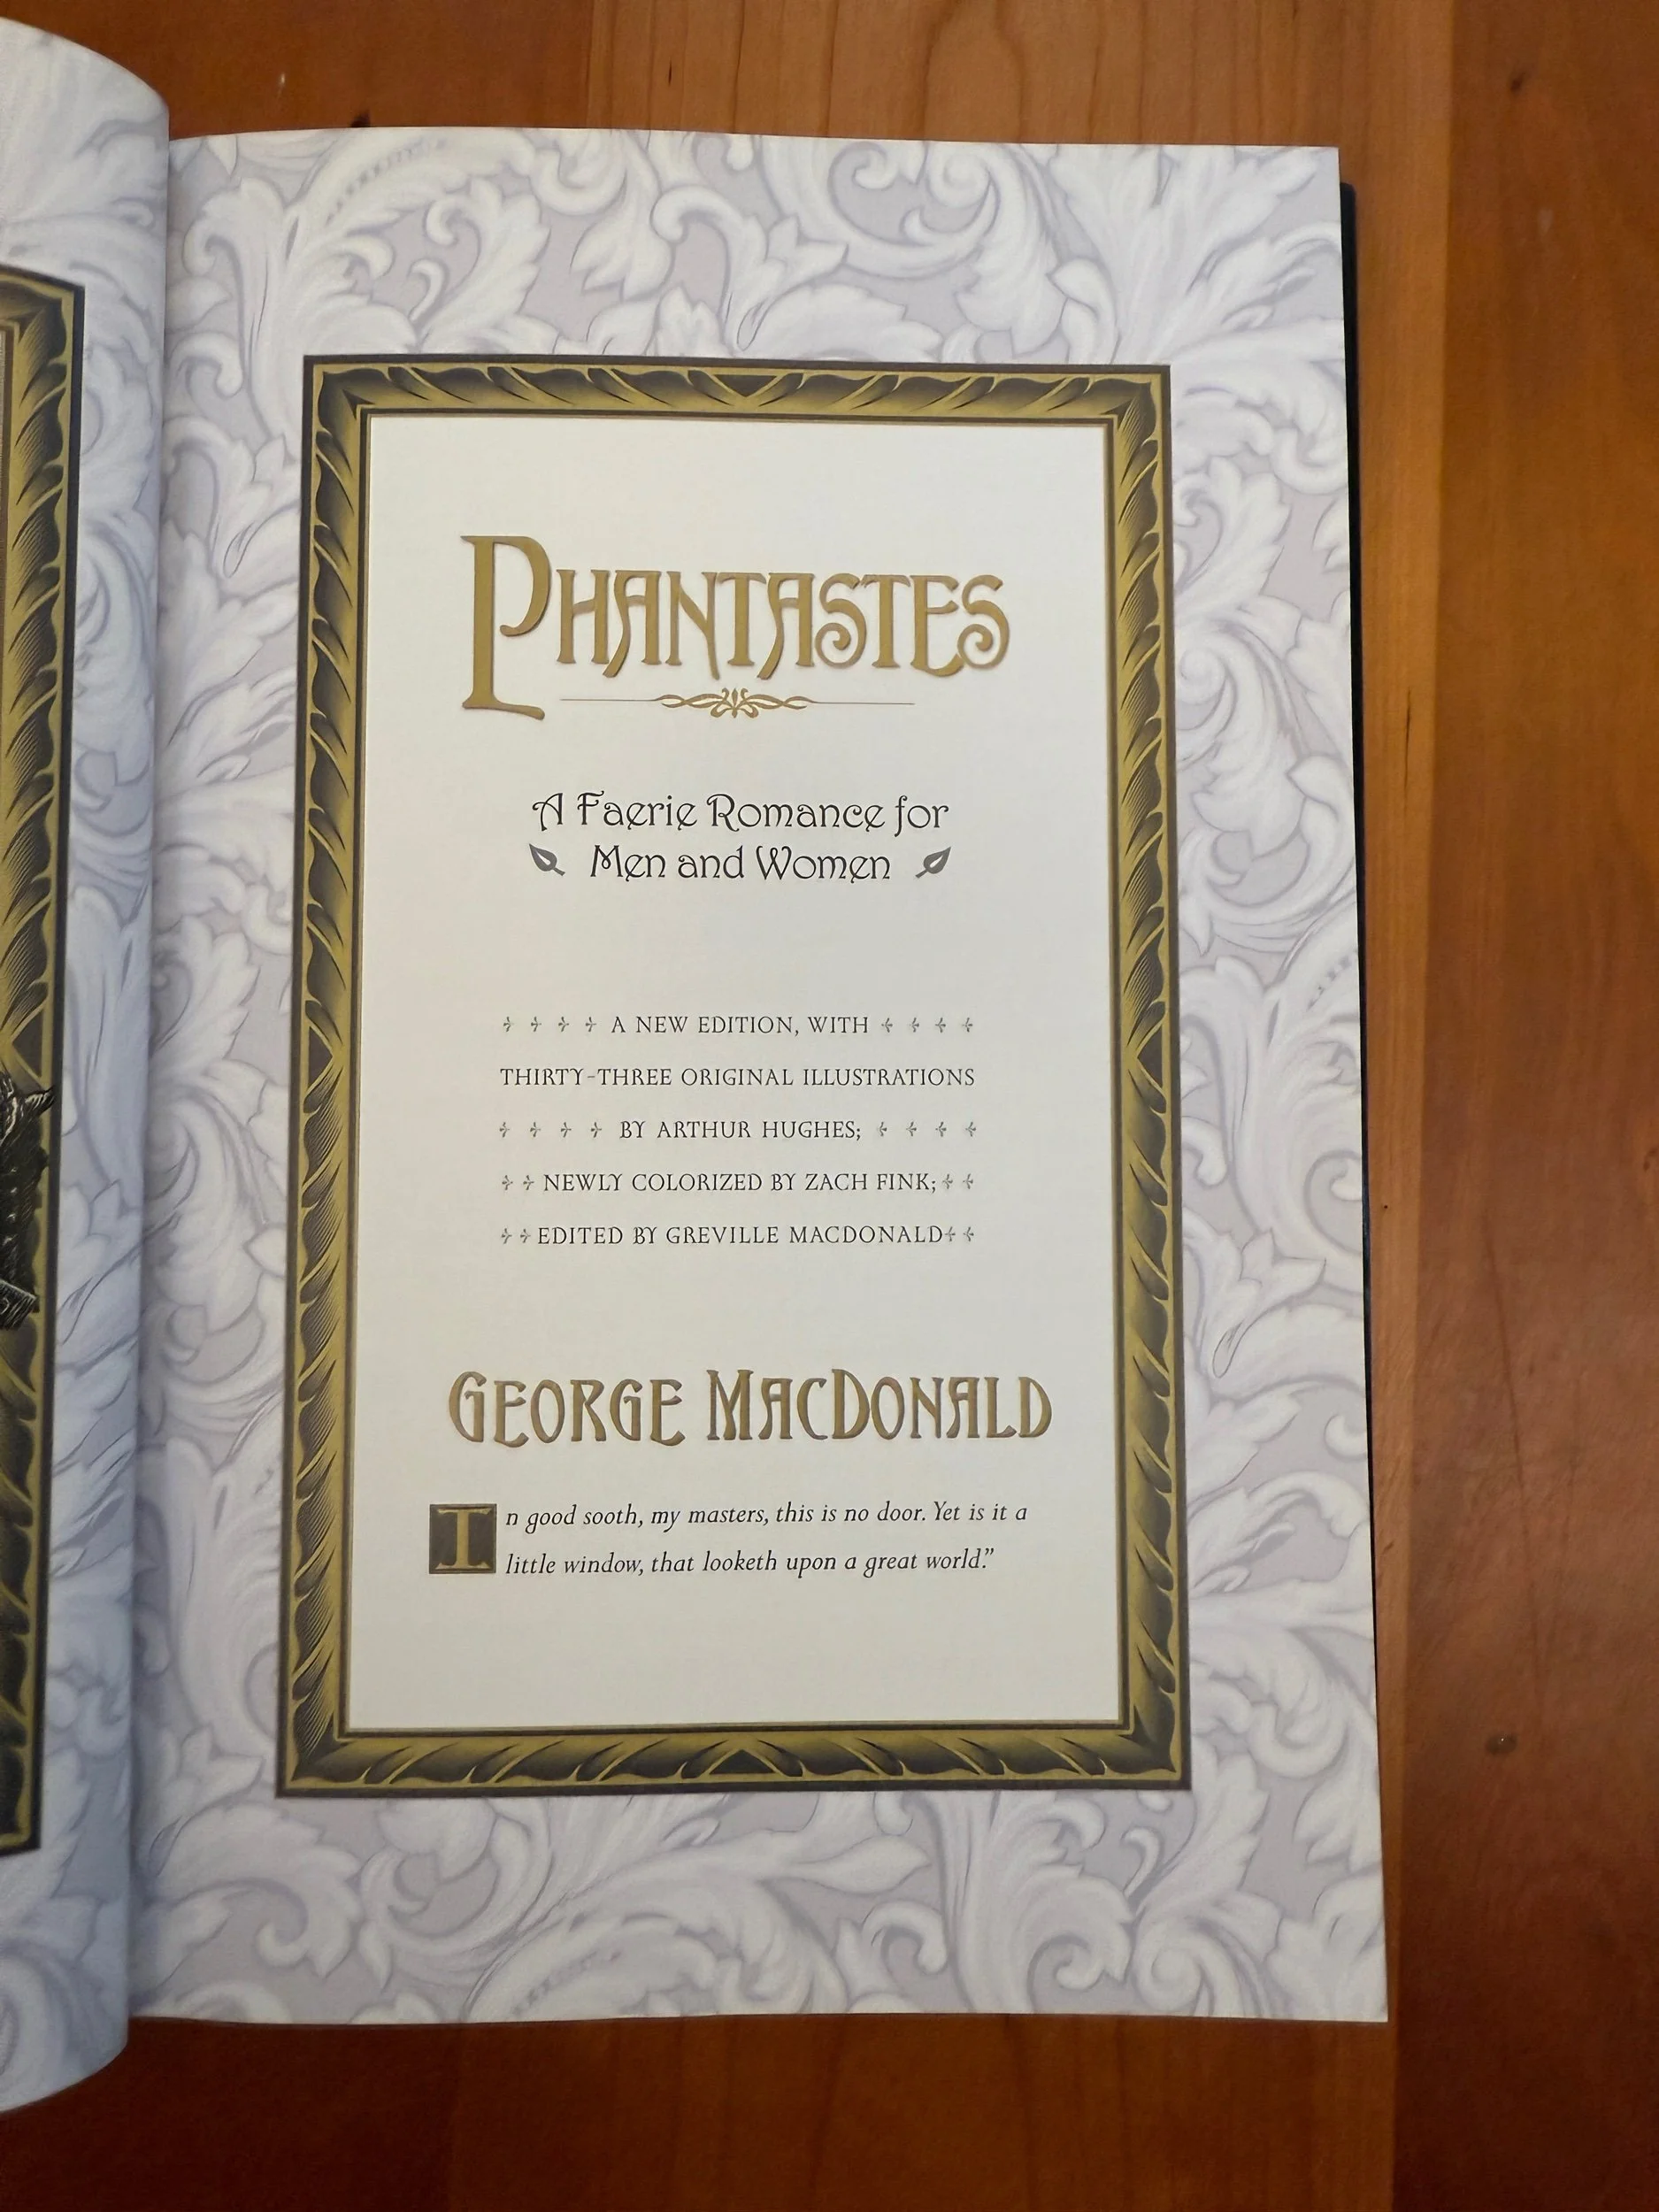 PHANTASTES
A Faerie Romance for
Men and Women
A NEW EDITION, WITH
THIRTY-THREE ORIGINAL ILLUSTRATIONS
BY ARTHUR HUGHES;
NEWLY COLORIZED BY ZACH FINK;
EDITED BY GREVILLE MACDONALD
GEORGE MACDONALD
In good sooth, my masters, this is no door. Yet is it a
little window, that looketh upon a great world.”